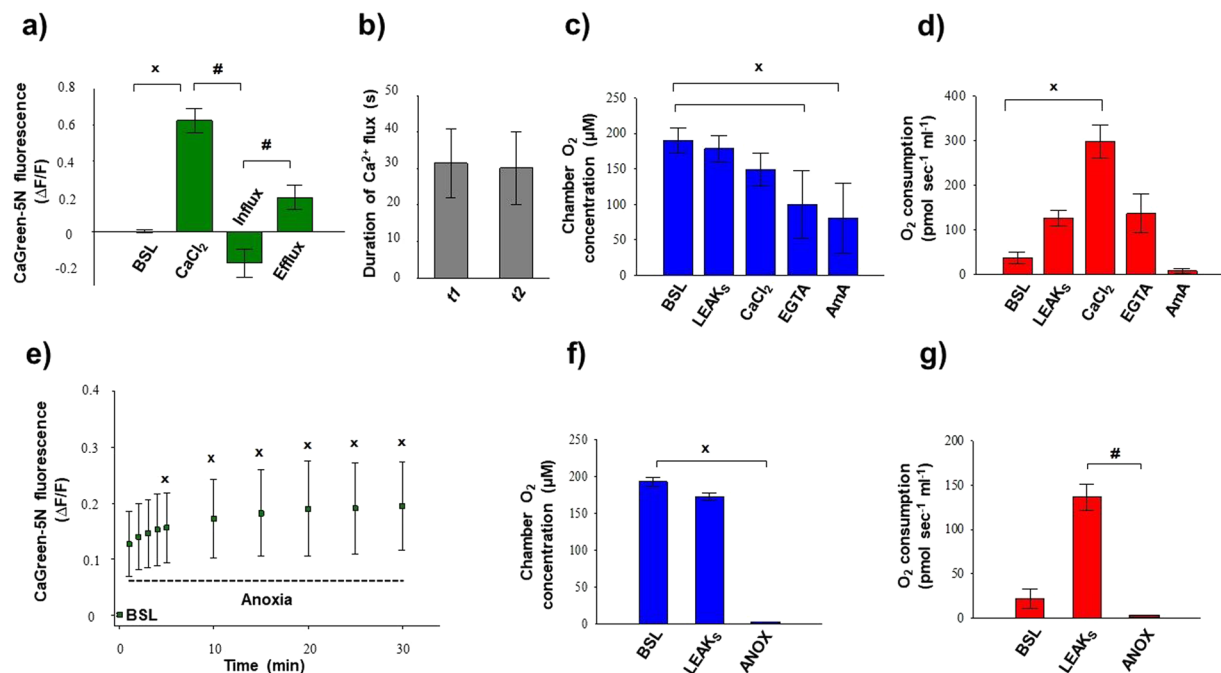 a)
CaGreen-5N fluorescence
(ΔF/F)
0.8
0.6
0.4
0.2
0
-0.2
x
#
#
BSL
CaCl₂
Influx
Efflux
b)
Duration of Ca²⁺ flux (s)
50
40
30
20
10
0
t1
t2
c)
Chamber O₂
concentration (µM)
250
200
150
100
50
0
x
BSL
LEAKs
CaCl₂
EGTA
AmA
d)
O₂ consumption
(pmol sec⁻¹ ml⁻¹)
400
300
200
100
0
x
BSL
LEAKs
CaCl₂
EGTA
AmA
e)
CaGreen-5N fluorescence
(ΔF/F)
0.4
0.3
0.2
0.1
0
x
x
x
x
x
x
Anoxia
BSL
0
10
20
30
Time (min)
f)
Chamber O₂
concentration (µM)
250
200
150
100
50
0
x
BSL
LEAKs
ANOX
g)
O₂ consumption
(pmol sec⁻¹ ml⁻¹)
200
150
100
50
0
#
BSL
LEAKs
ANOX